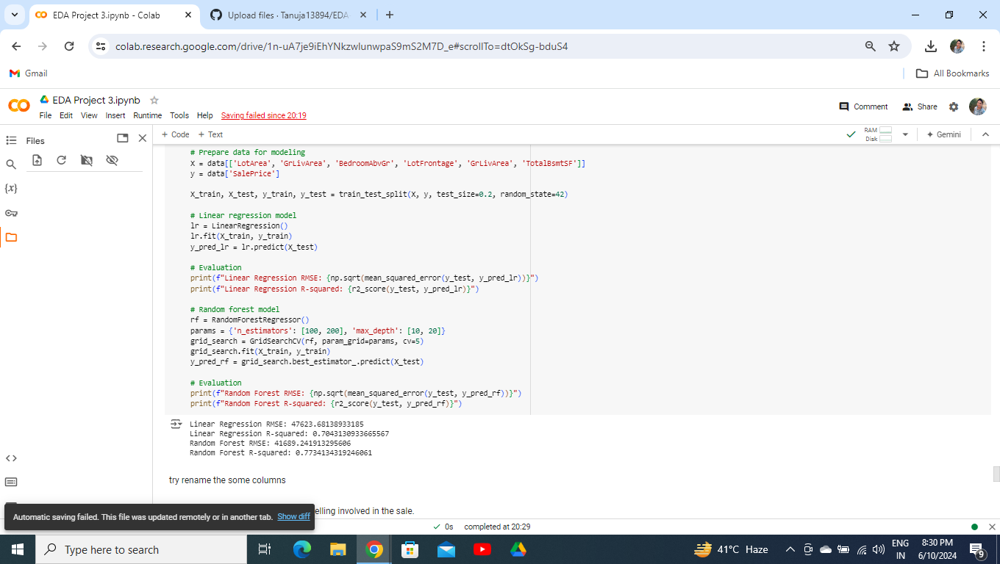 EDA Project 3.ipynb - Colab
Upload files · Tanuja13894/EDA
colab.research.google.com/drive/1n-uA7je9iEhYNkzwlunwpaS9mS2M7D_e#scrollTo=dtOkSg-bduS4
Gmail
All Bookmarks
EDA Project 3.ipynb
File Edit View Insert Runtime Tools Help Saving failed since 20:19
Comment Share
Files
+ Code + Text
RAM
Disk
Gemini
# Prepare data for modeling
X = data[['LotArea', 'GrLivArea', 'BedroomAbvGr', 'LotFrontage', 'GrLivArea', 'TotalBsmtSF']]
y = data['SalePrice']
X_train, X_test, y_train, y_test = train_test_split(X, y, test_size=0.2, random_state=42)
# Linear regression model
lr = LinearRegression()
lr.fit(X_train, y_train)
y_pred_lr = lr.predict(X_test)
# Evaluation
print(f"Linear Regression RMSE: {np.sqrt(mean_squared_error(y_test, y_pred_lr))}")
print(f"Linear Regression R-squared: {r2_score(y_test, y_pred_lr)}")
# Random forest model
rf = RandomForestRegressor()
params = {'n_estimators': [100, 200], 'max_depth': [10, 20]}
grid_search = GridSearchCV(rf, param_grid=params, cv=5)
grid_search.fit(X_train, y_train)
y_pred_rf = grid_search.best_estimator_.predict(X_test)
# Evaluation
print(f"Random Forest RMSE: {np.sqrt(mean_squared_error(y_test, y_pred_rf))}")
print(f"Random Forest R-squared: {r2_score(y_test, y_pred_rf)}")
Linear Regression RMSE: 47623.68138933185
Linear Regression R-squared: 0.7043130933665567
Random Forest RMSE: 41689.241913295606
Random Forest R-squared: 0.7734134319246061
try rename the some columns
elling involved in the sale.
Automatic saving failed. This file was updated remotely or in another tab. Show diff
0s completed at 20:29
Type here to search
41°C Haze
ENG
IN
8:30 PM
6/10/2024
9